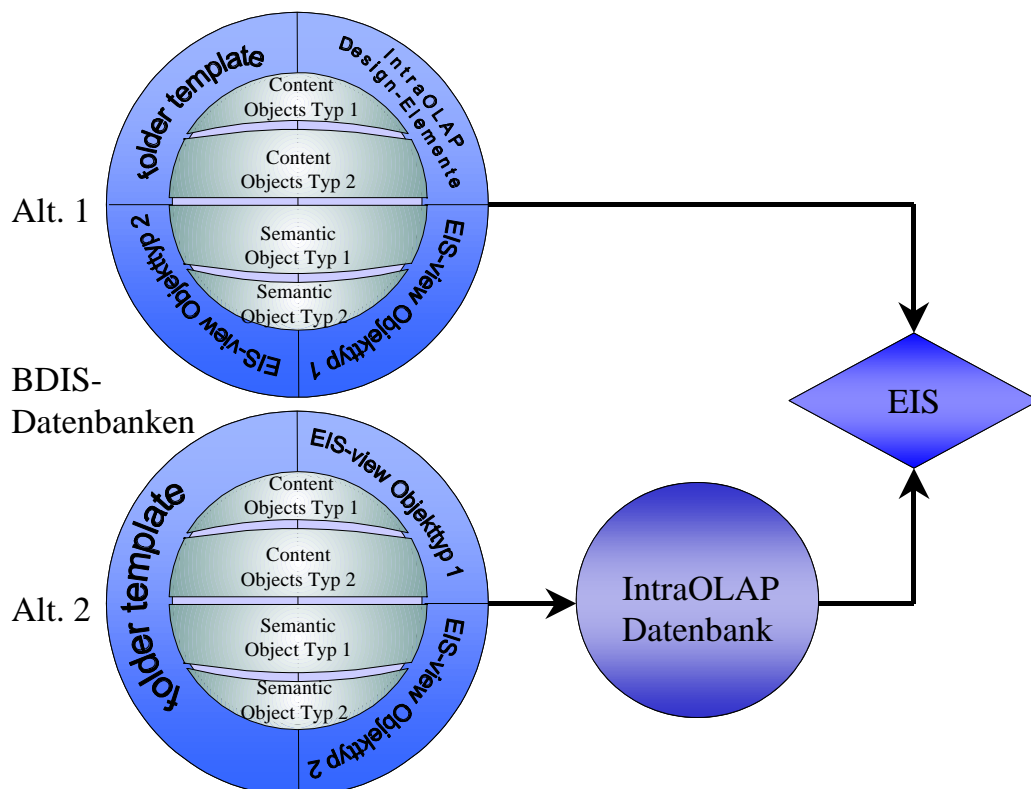 folder template
IntraOLAP
Design-Elemente
Content
Objects Typ 1
Content
Objects Typ 2
Alt. 1
Semantic
Object Typ 1
Semantic
Object Typ 2
EIS-view Objekttyp 2
EIS-view Objekttyp 1
EIS
BDIS-
Datenbanken
EIS-view Objekttyp 1
folder template
Content
Objects Typ 1
Content
Objects Typ 2
Alt. 2
Semantic
Object Typ 1
Semantic
Object Typ 2
EIS-view Objekttyp 2
IntraOLAP
Datenbank